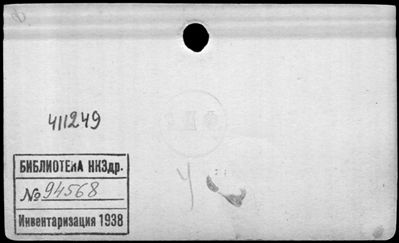 411249
БИБЛИОТЕКА НКЗдр.
№ 94568
Инвентаризация 1938